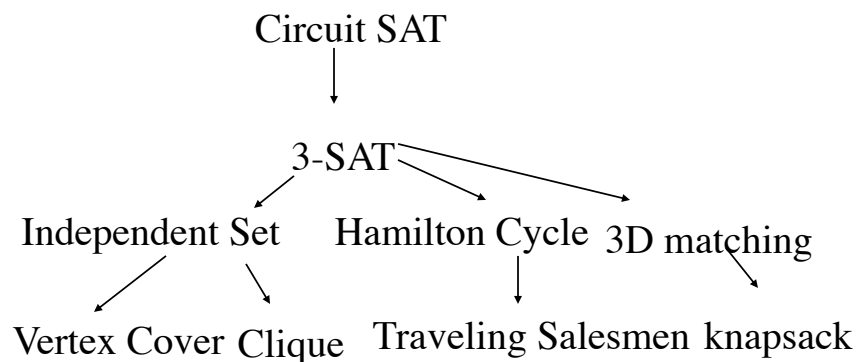 Circuit SAT
3-SAT
Independent Set Hamilton Cycle 3D matching
Vertex Cover Clique Traveling Salesmen knapsack